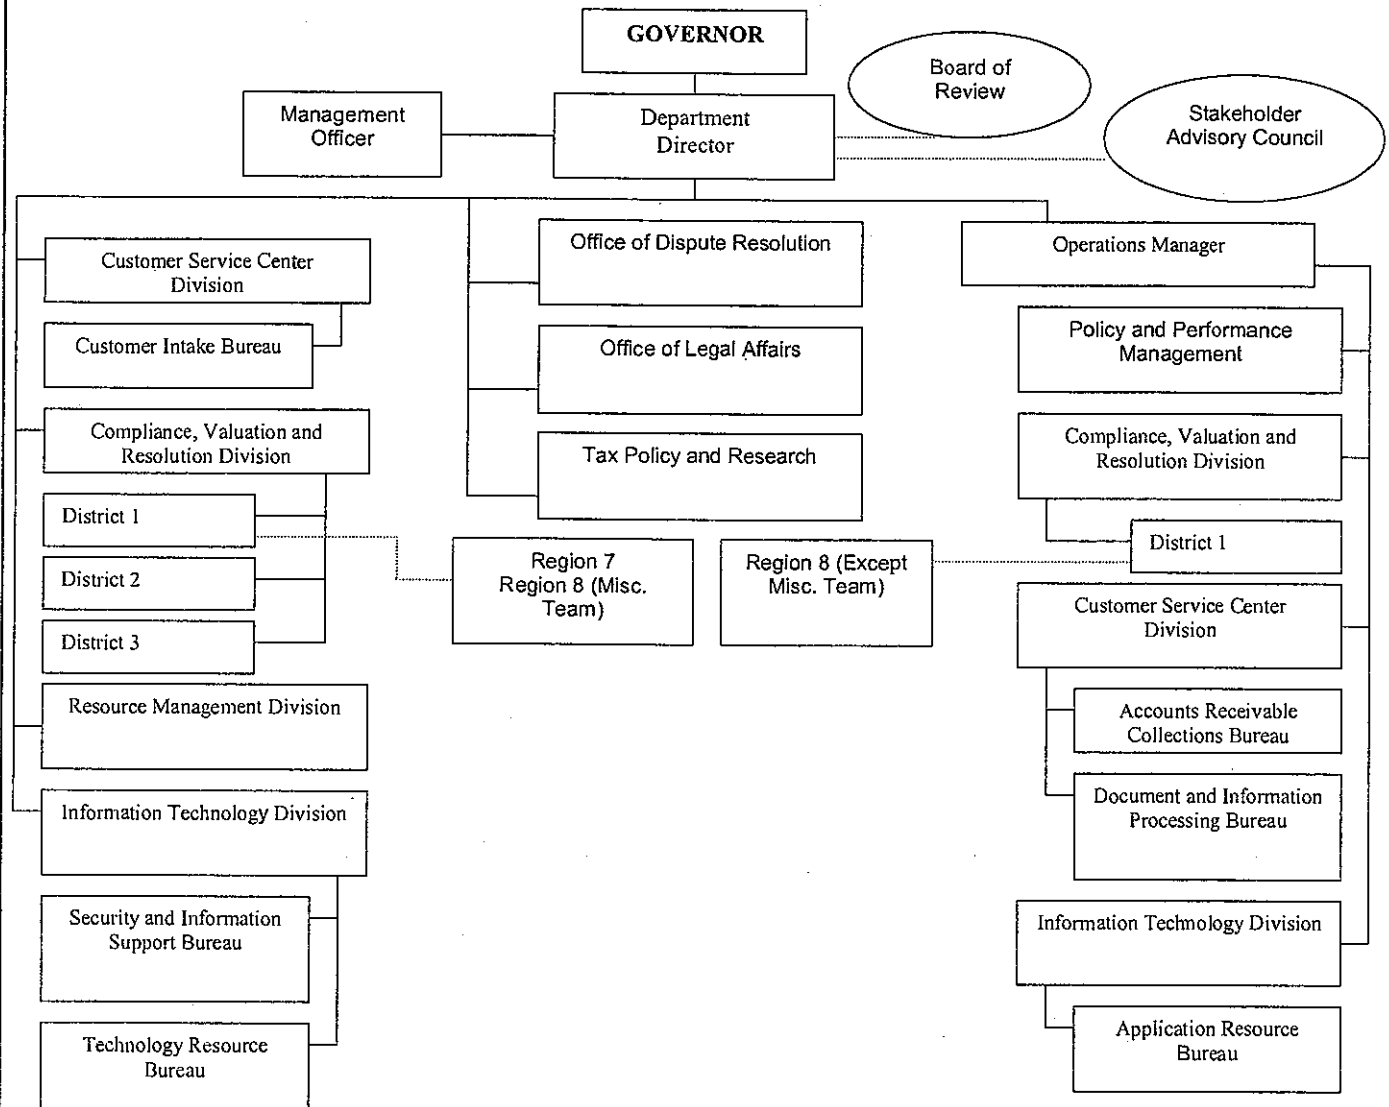 GOVERNOR
Board of
Review
Management
Officer
Department
Director
Stakeholder
Advisory Council
Customer Service Center
Division
Customer Intake Bureau
Compliance, Valuation and
Resolution Division
District 1
District 2
District 3
Resource Management Division
Information Technology Division
Security and Information
Support Bureau
Technology Resource
Bureau
Office of Dispute Resolution
Office of Legal Affairs
Tax Policy and Research
Region 7
Region 8 (Misc.
Team)
Region 8 (Except
Misc. Team)
Operations Manager
Policy and Performance
Management
Compliance, Valuation and
Resolution Division
District 1
Customer Service Center
Division
Accounts Receivable
Collections Bureau
Document and Information
Processing Bureau
Information Technology Division
Application Resource
Bureau